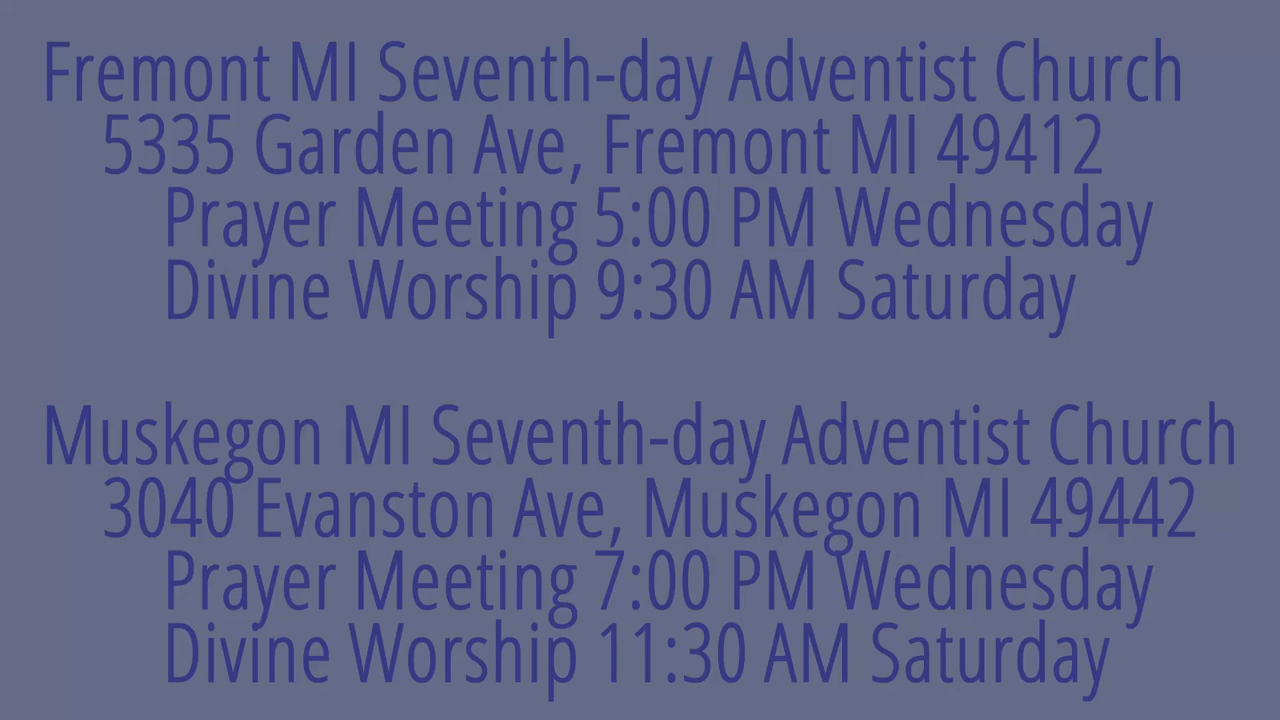 Fremont MI Seventh-day Adventist Church
5335 Garden Ave, Fremont MI 49412
Prayer Meeting 5:00 PM Wednesday
Divine Worship 9:30 AM Saturday
Muskegon MI Seventh-day Adventist Church
3040 Evanston Ave, Muskegon MI 49442
Prayer Meeting 7:00 PM Wednesday
Divine Worship 11:30 AM Saturday